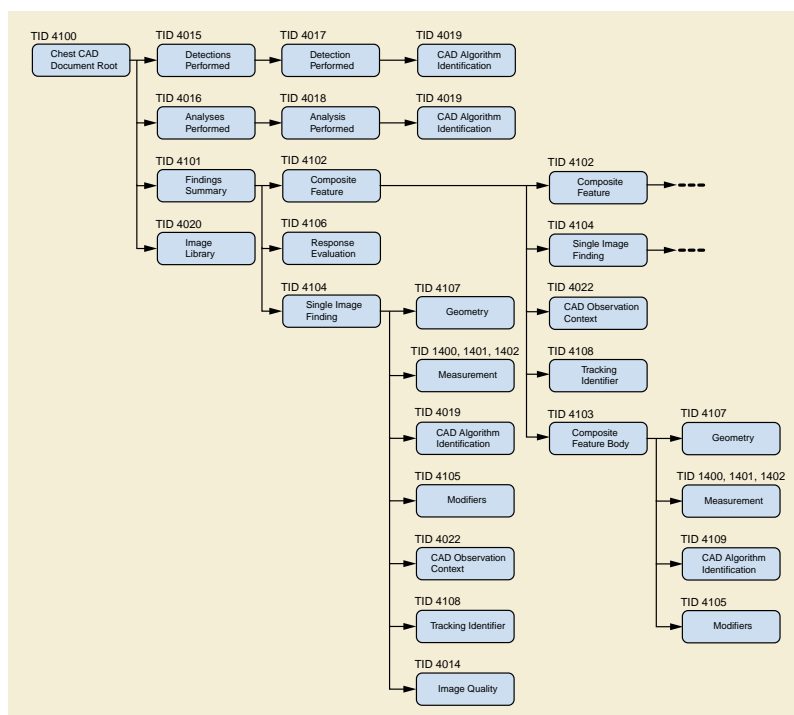 TID 4100
Chest CAD
Document Root
TID 4015
Detections
Performed
TID 4017
Detection
Performed
TID 4019
CAD Algorithm
Identification
TID 4016
Analyses
Performed
TID 4018
Analysis
Performed
TID 4019
CAD Algorithm
Identification
TID 4101
Findings
Summary
TID 4102
Composite
Feature
TID 4102
Composite
Feature
TID 4020
Image
Library
TID 4106
Response
Evaluation
TID 4104
Single Image
Finding
TID 4104
Single Image
Finding
TID 4107
Geometry
TID 4022
CAD Observation
Context
TID 1400, 1401, 1402
Measurement
TID 4108
Tracking
Identifier
TID 4019
CAD Algorithm
Identification
TID 4103
Composite
Feature Body
TID 4107
Geometry
TID 4105
Modifiers
TID 1400, 1401, 1402
Measurement
TID 4022
CAD Observation
Context
TID 4109
CAD Algorithm
Identification
TID 4108
Tracking Identifier
TID 4105
Modifiers
TID 4014
Image Quality